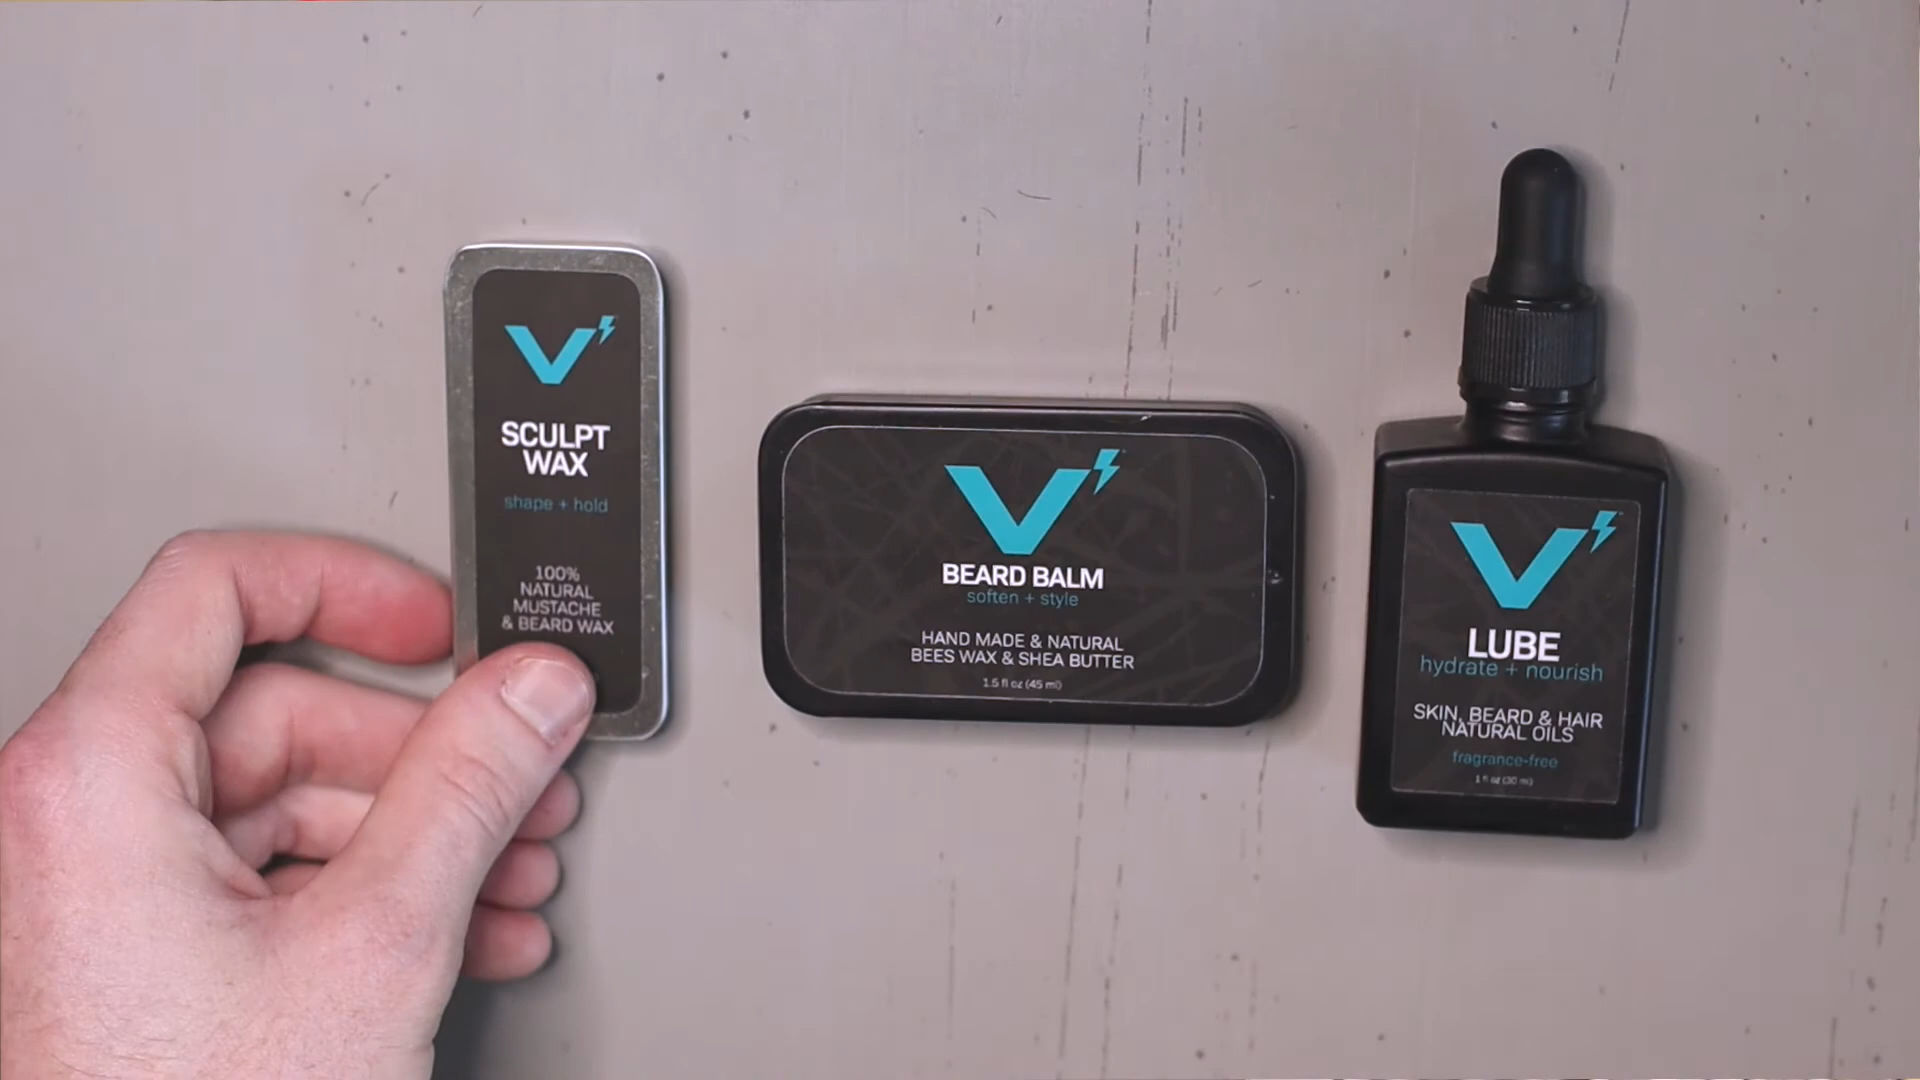 V
SCULPT
WAX
shape + hold
100%
NATURAL
MUSTACHE
& BEARD WAX
V
BEARD BALM
soften + style
HAND MADE & NATURAL
BEES WAX & SHEA BUTTER
1.5 fl oz (45 ml)
V
LUBE
hydrate + nourish
SKIN, BEARD & HAIR
NATURAL OILS
fragrance-free
1 fl oz (30 ml)